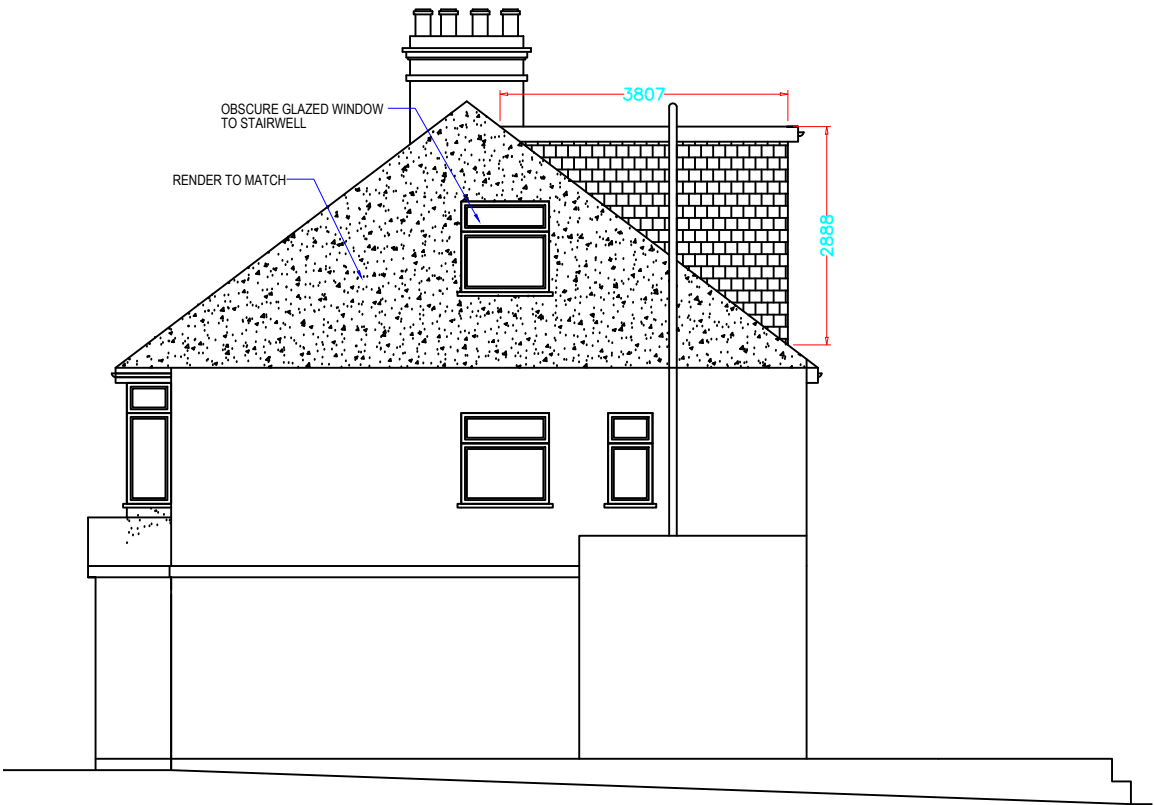 3807
OBSCURE GLAZED WINDOW
TO STAIRWELL
RENDER TO MATCH
2888